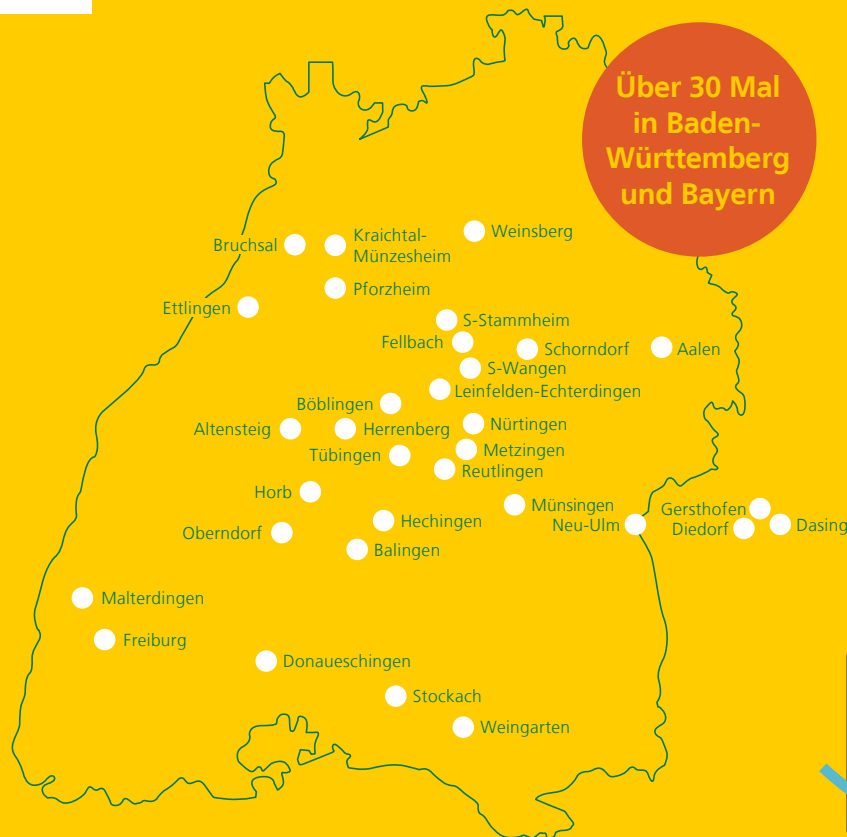 Über 30 Mal
in Baden-
Württemberg
und Bayern
Weinsberg
Bruchsal
Kraichtal-
Münzesheim
Pforzheim
Ettlingen
S-Stammheim
Fellbach
Schorndorf
Aalen
S-Wangen
Leinfelden-Echterdingen
Böblingen
Altensteig
Herrenberg
Nürtingen
Tübingen
Metzingen
Reutlingen
Horb
Münsingen
Gersthofen
Oberndorf
Hechingen
Neu-Ulm
Diedorf
Dasing
Balingen
Malterdingen
Freiburg
Donaueschingen
Stockach
Weingarten